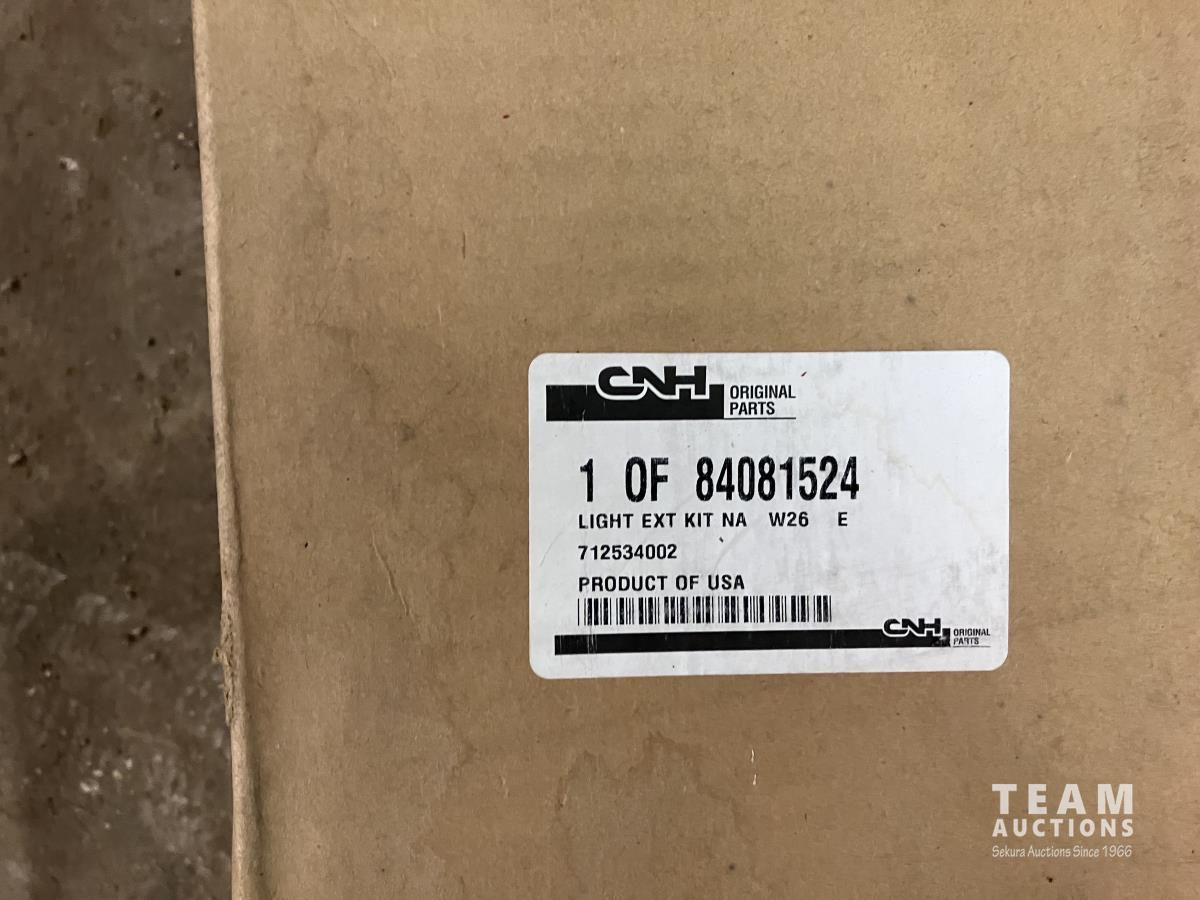 CNH ORIGINAL
PARTS
1 OF 84081524
LIGHT EXT KIT NA W26 E
712534002
PRODUCT OF USA
CNH ORIGINAL
PARTS
TEAM
AUCTIONS
Sekura Auctions Since 1966